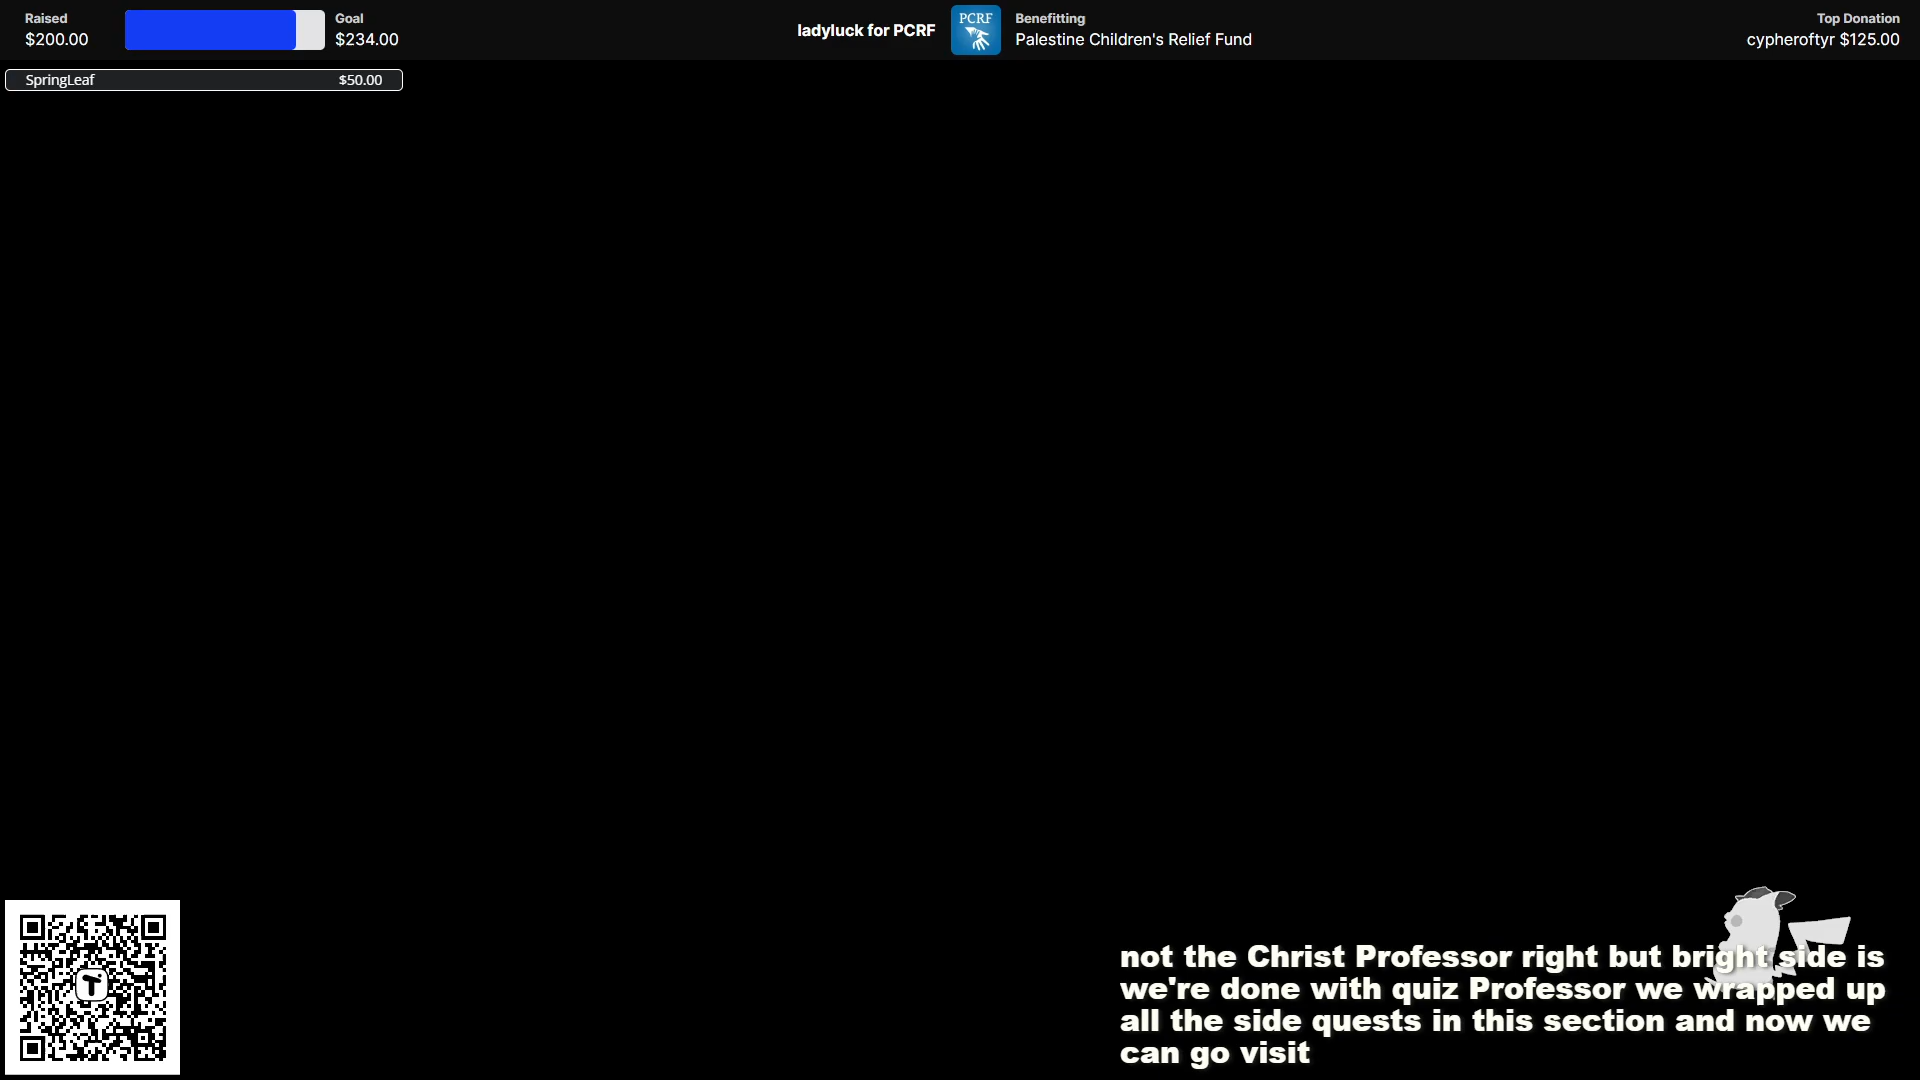 Raised
$200.00
Goal
$234.00
ladyluck for PCRF
PCRF
Benefitting
Palestine Children's Relief Fund
Top Donation
cypheroftyr $125.00
SpringLeaf $50.00
not the Christ Professor right but bright side is
we're done with quiz Professor we wrapped up
all the side quests in this section and now we
can go visit